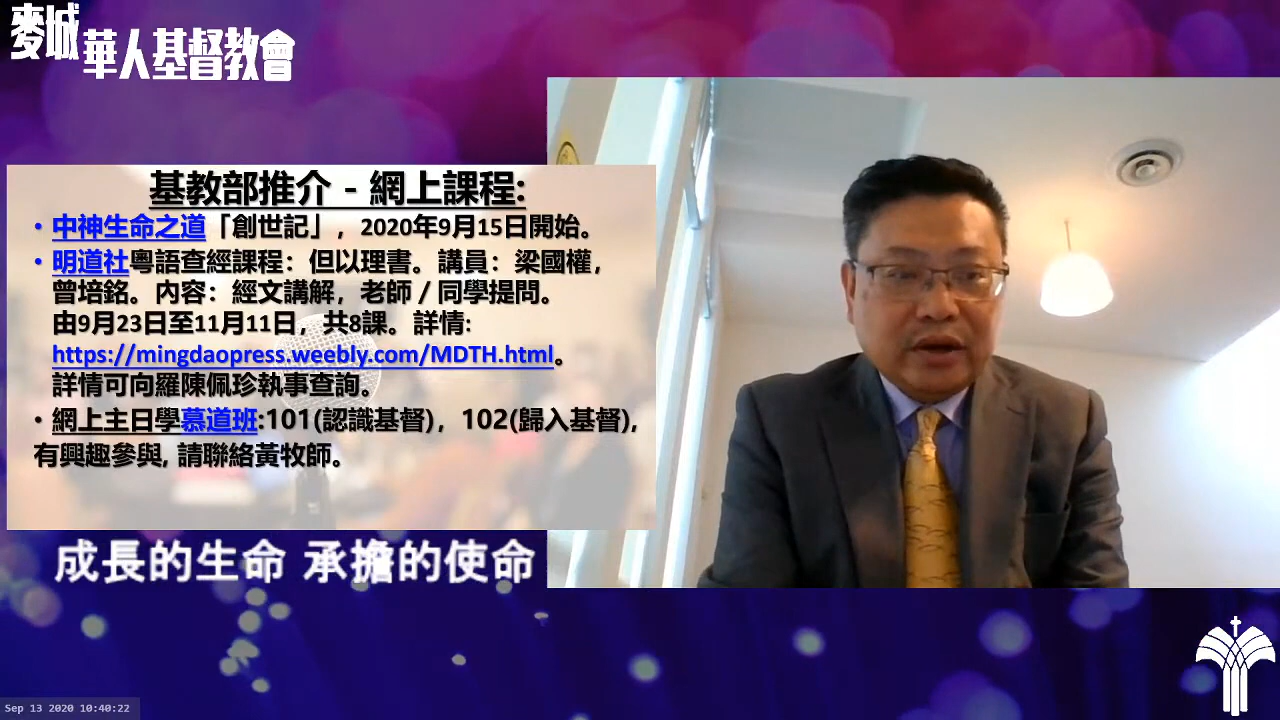 麥城
華人基督教會
基教部推介 - 網上課程:
• 中神生命之道「創世記」，2020年9月15日開始。
• 明道社粵語查經課程：但以理書。講員：梁國權，
曾培銘。內容：經文講解，老師 / 同學提問。
由9月23日至11月11日，共8課。詳情:
https://mingdaopress.weebly.com/MDTH.html。
詳情可向羅陳佩珍執事查詢。
• 網上主日學慕道班:101(認識基督)，102(歸入基督),
有興趣參與, 請聯絡黃牧師。
成長的生命 承擔的使命
Sep 13 2020 10:40:22